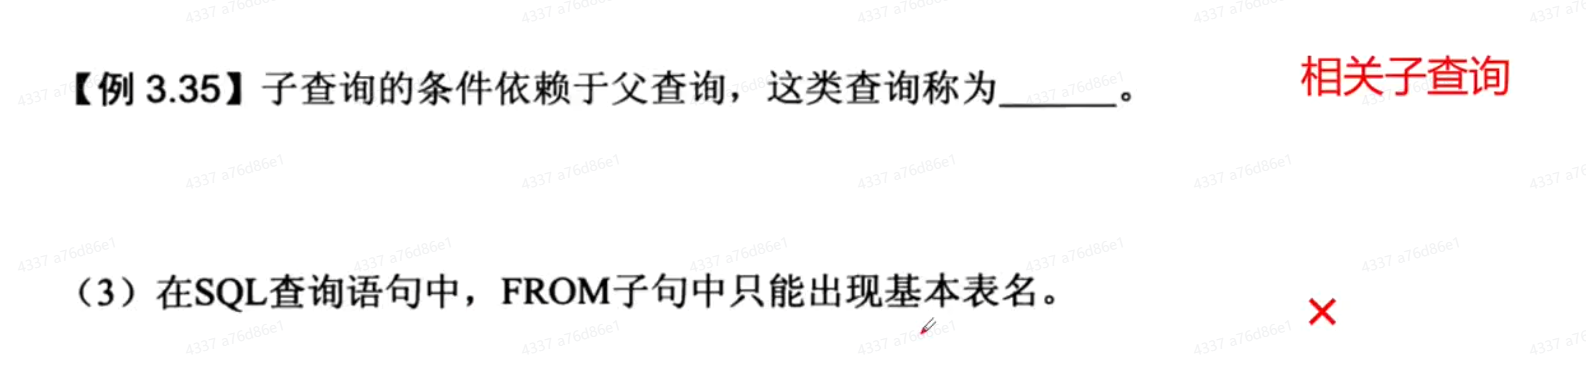 【例 3.35】子查询的条件依赖于父查询，这类查询称为______。 相关子查询
（3）在SQL查询语句中，FROM子句中只能出现基本表名。 ×
4337 a76d86e1